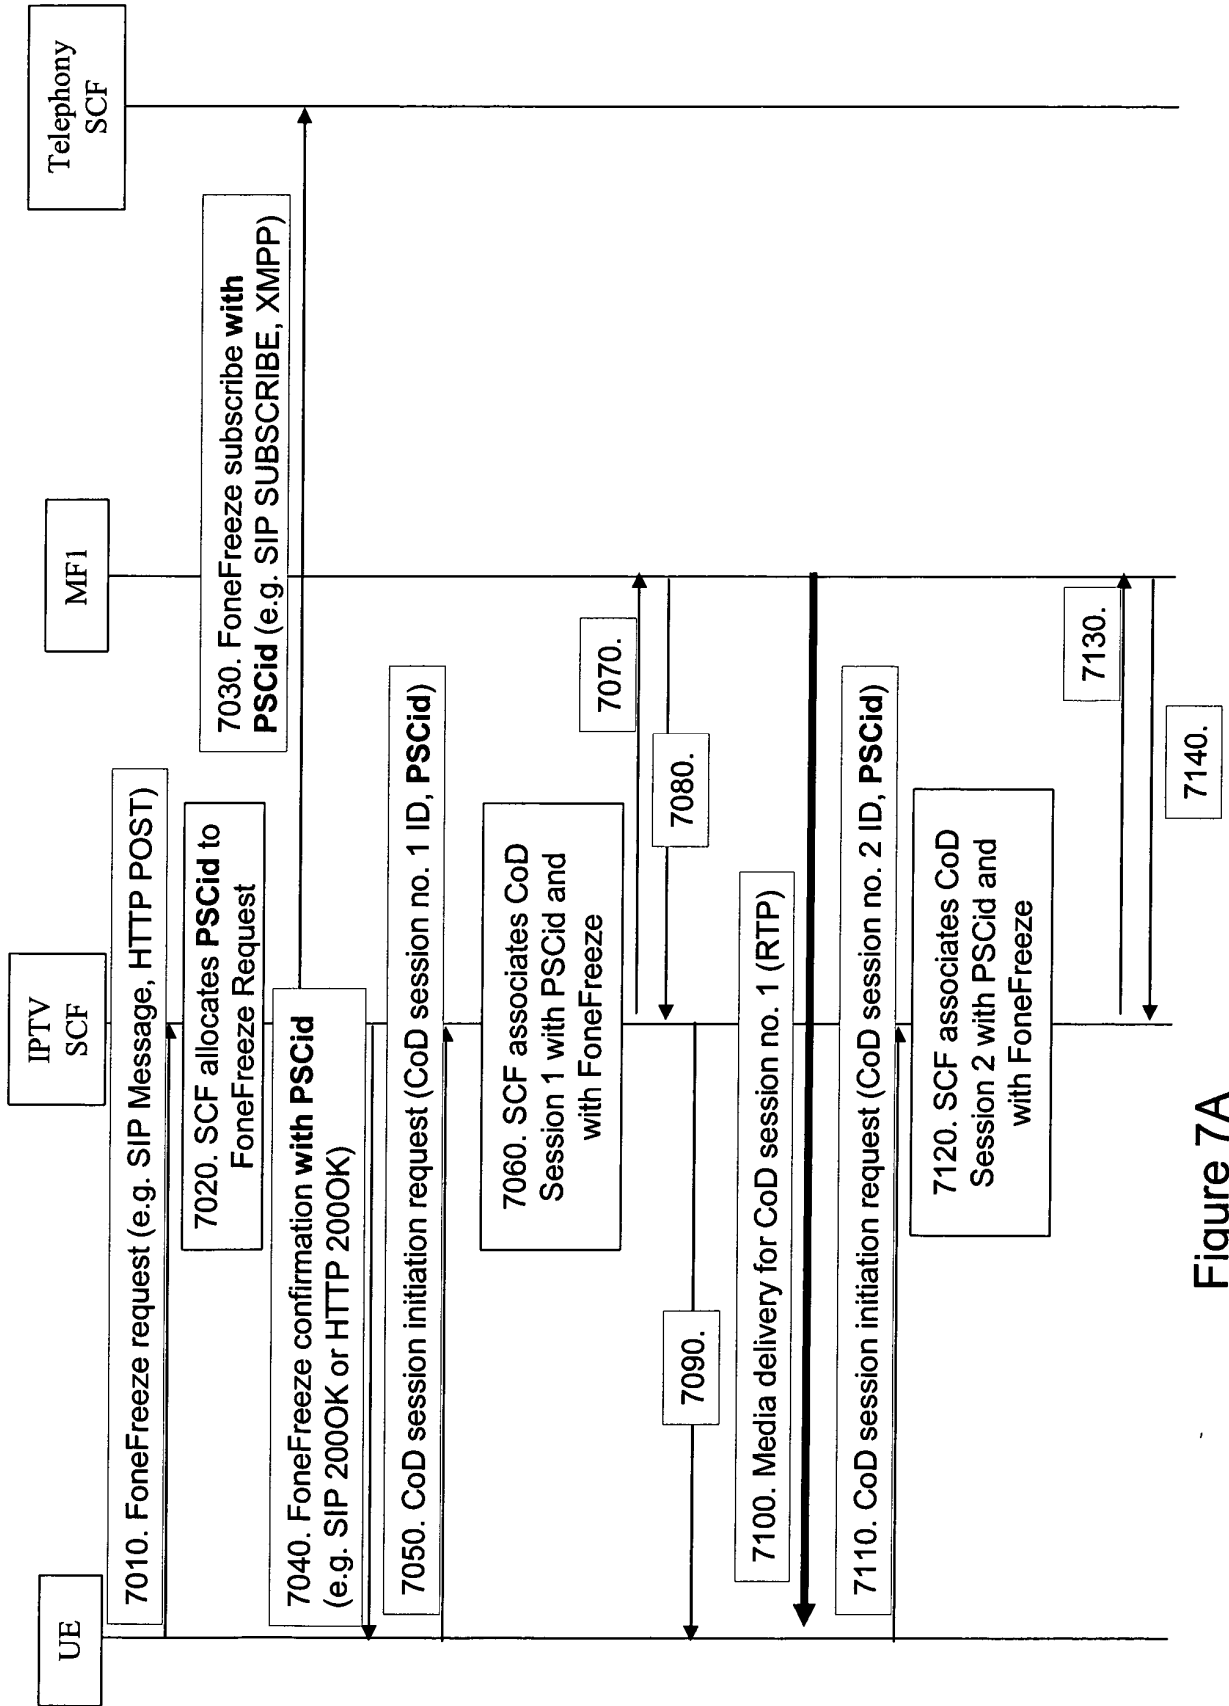 UE
IPTV
SCF
MF1
Telephony
SCF
7010. FoneFreeze request (e.g. SIP Message, HTTP POST)
7020. SCF allocates PSCid to
FoneFreeze Request
7030. FoneFreeze subscribe with
PSCid (e.g. SIP SUBSCRIBE, XMPP)
7040. FoneFreeze confirmation with PSCid
(e.g. SIP 200OK or HTTP 200OK)
7050. CoD session initiation request (CoD session no. 1 ID, PSCid)
7060. SCF associates CoD
Session 1 with PSCid and
with FoneFreeze
7070.
7080.
7090.
7100. Media delivery for CoD session no. 1 (RTP)
7110. CoD session initiation request (CoD session no. 2 ID, PSCid)
7120. SCF associates CoD
Session 2 with PSCid and
with FoneFreeze
7130.
7140.
Figure 7A